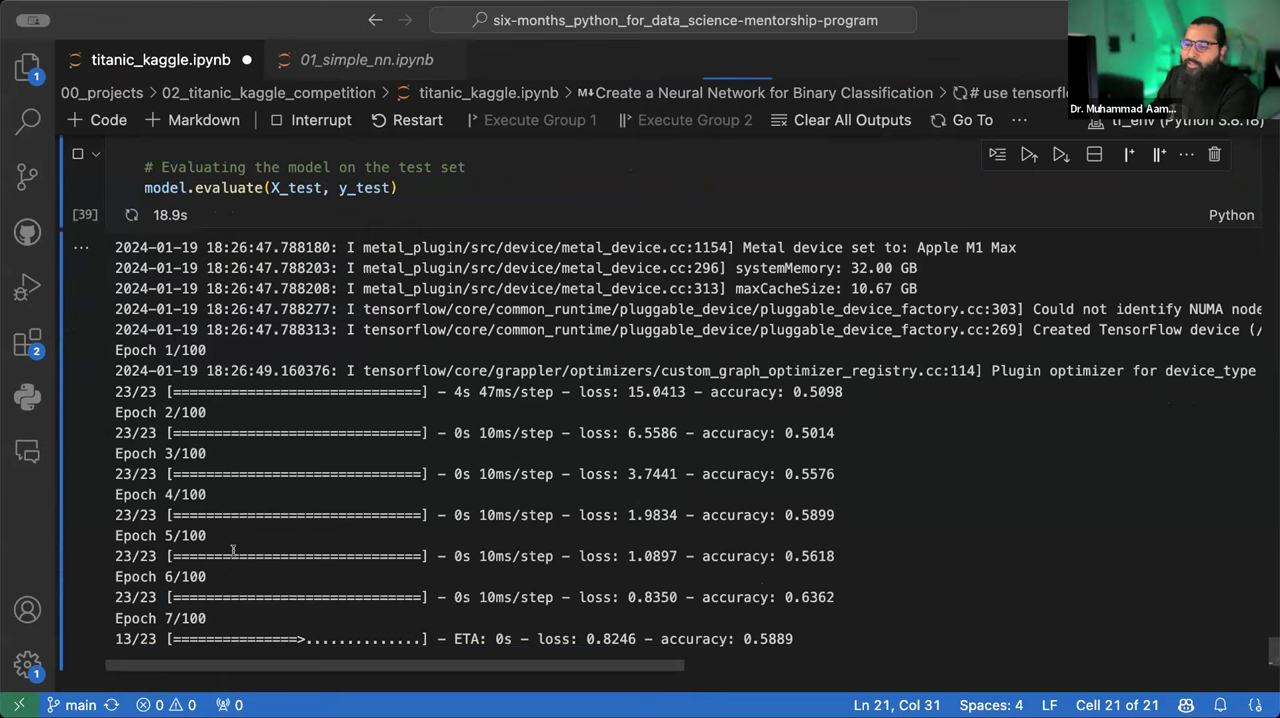 six-months_python_for_data_science-mentorship-program
titanic_kaggle.ipynb
01_simple_nn.ipynb
00_projects > 02_titanic_kaggle_competition > titanic_kaggle.ipynb > Create a Neural Network for Binary Classification > # use tensorfl
Dr. Muhammad Aam...
+ Code + Markdown Interrupt Restart Execute Group 1 Execute Group 2 Clear All Outputs Go To ... tf_env (Python 3.8.18)
# Evaluating the model on the test set
model.evaluate(X_test, y_test)
[39] 18.9s Python
2024-01-19 18:26:47.788180: I metal_plugin/src/device/metal_device.cc:1154] Metal device set to: Apple M1 Max
2024-01-19 18:26:47.788203: I metal_plugin/src/device/metal_device.cc:296] systemMemory: 32.00 GB
2024-01-19 18:26:47.788208: I metal_plugin/src/device/metal_device.cc:313] maxCacheSize: 10.67 GB
2024-01-19 18:26:47.788277: I tensorflow/core/common_runtime/pluggable_device/pluggable_device_factory.cc:303] Could not identify NUMA node
2024-01-19 18:26:47.788313: I tensorflow/core/common_runtime/pluggable_device/pluggable_device_factory.cc:269] Created TensorFlow device (/
Epoch 1/100
2024-01-19 18:26:49.160376: I tensorflow/core/grappler/optimizers/custom_graph_optimizer_registry.cc:114] Plugin optimizer for device_type
23/23 [==============================] - 4s 47ms/step - loss: 15.0413 - accuracy: 0.5098
Epoch 2/100
23/23 [==============================] - 0s 10ms/step - loss: 6.5586 - accuracy: 0.5014
Epoch 3/100
23/23 [==============================] - 0s 10ms/step - loss: 3.7441 - accuracy: 0.5576
Epoch 4/100
23/23 [==============================] - 0s 10ms/step - loss: 1.9834 - accuracy: 0.5899
Epoch 5/100
23/23 [==============================] - 0s 10ms/step - loss: 1.0897 - accuracy: 0.5618
Epoch 6/100
23/23 [==============================] - 0s 10ms/step - loss: 0.8350 - accuracy: 0.6362
Epoch 7/100
13/23 [===============>..............] - ETA: 0s - loss: 0.8246 - accuracy: 0.5889
1
2
1
main 0 0 0 Ln 21, Col 31 Spaces: 4 LF Cell 21 of 21